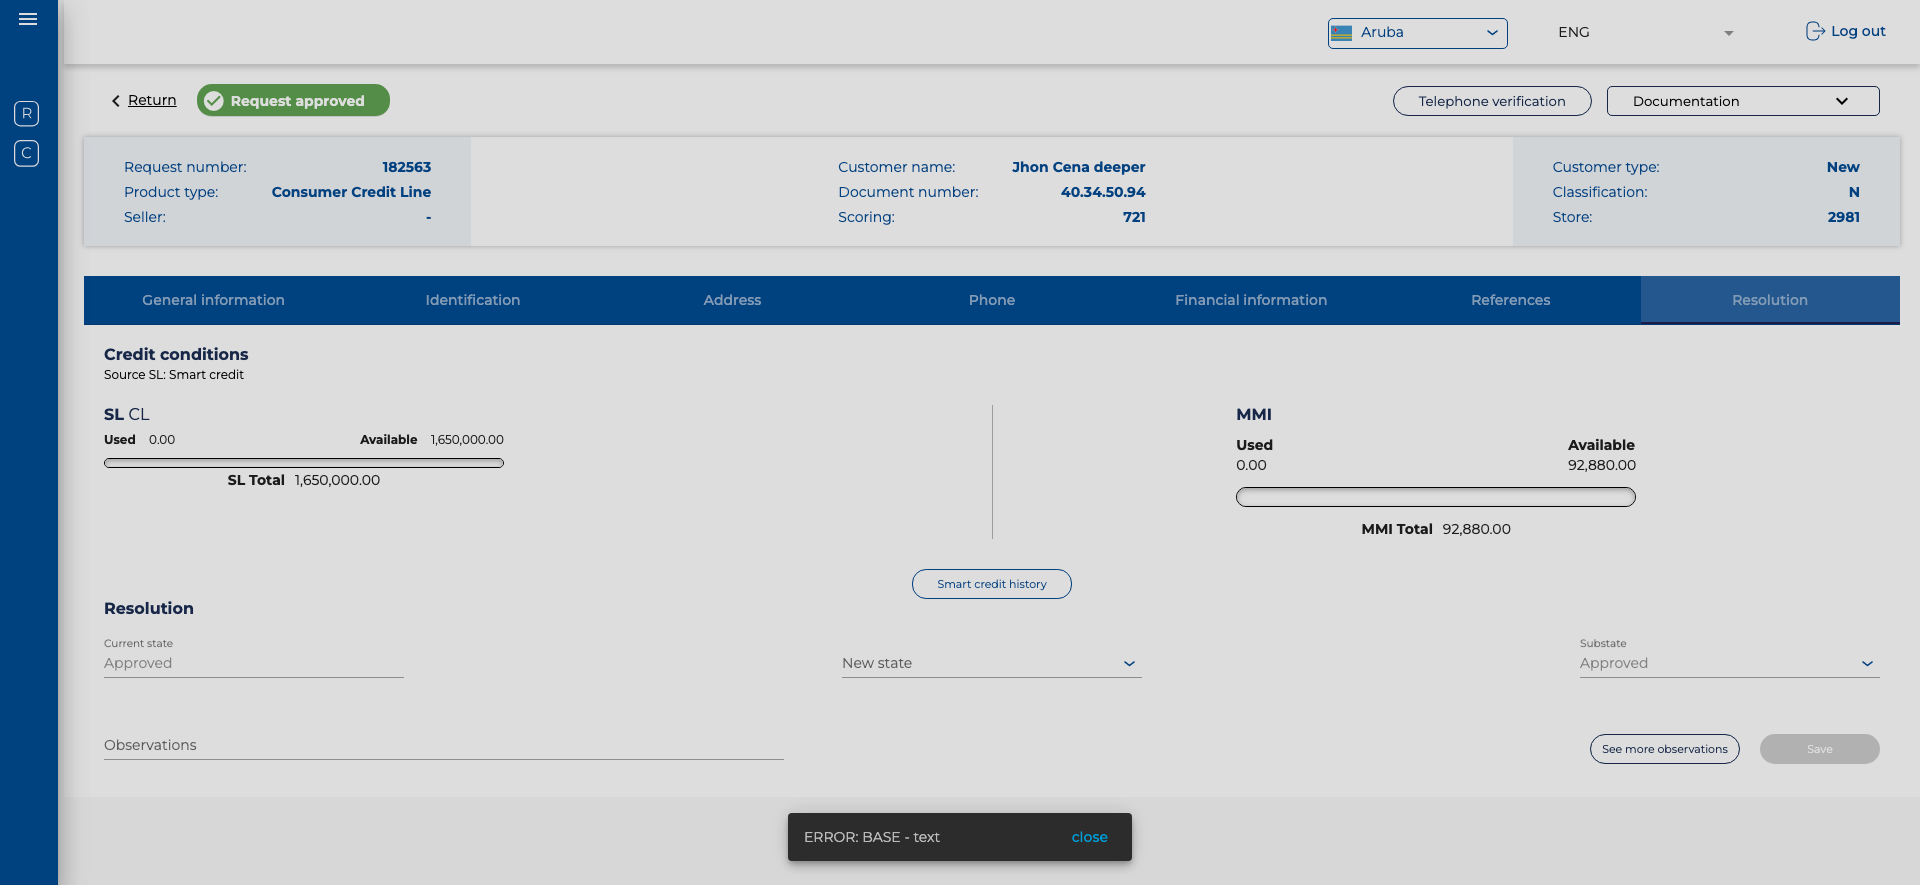 Aruba
ENG
Log out
R
C
Return
Request approved
Telephone verification
Documentation
Request number: 182563
Product type: Consumer Credit Line
Seller: -
Customer name: Jhon Cena deeper
Document number: 40.34.50.94
Scoring: 721
Customer type: New
Classification: N
Store: 2981
General information
Identification
Address
Phone
Financial information
References
Resolution
Credit conditions
Source SL: Smart credit
SL CL
Used 0.00 Available 1,650,000.00
SL Total 1,650,000.00
MMI
Used Available
0.00 92,880.00
MMI Total 92,880.00
Smart credit history
Resolution
Current state
Approved
New state
Substate
Approved
Observations
See more observations
Save
ERROR: BASE - text close